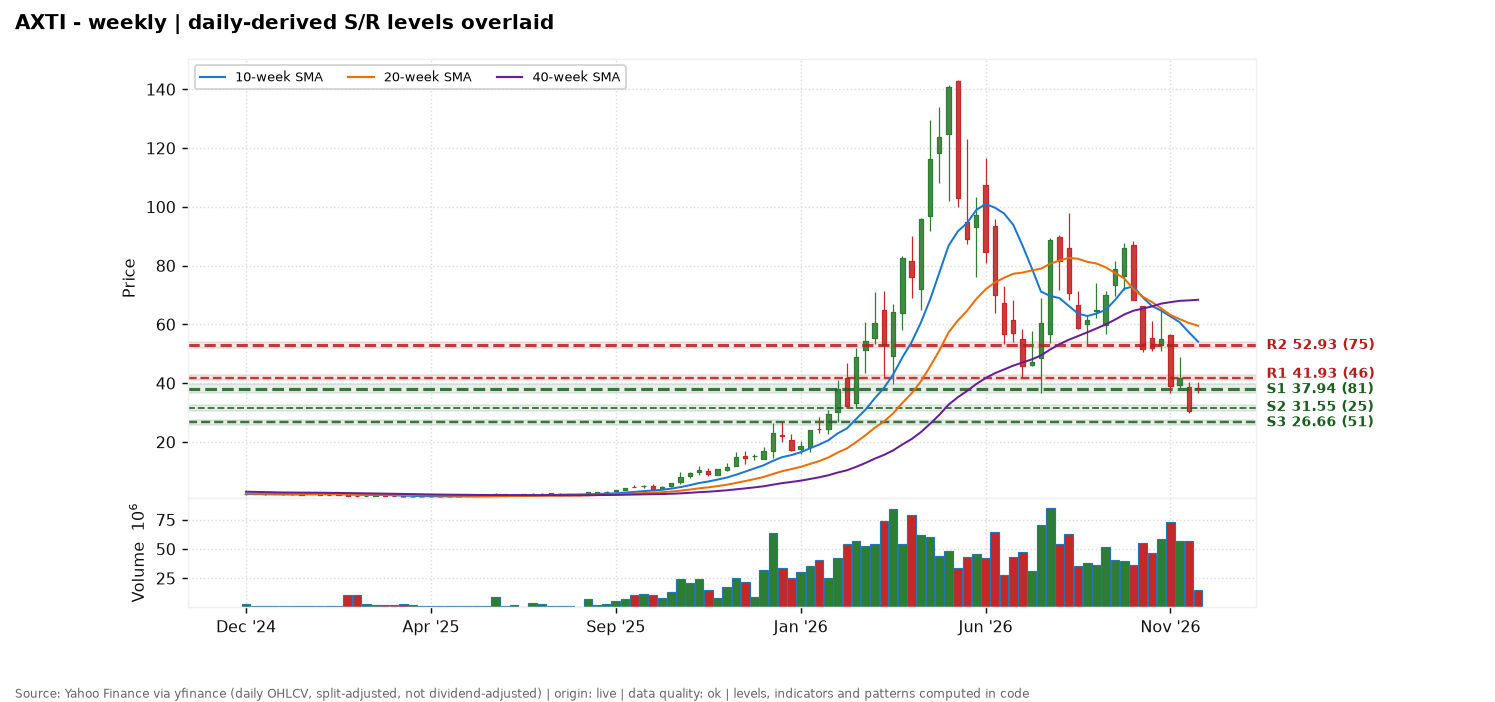 AXTI - weekly | daily-derived S/R levels overlaid
10-week SMA 20-week SMA 40-week SMA
Price
140
120
100
80
60
40
20
R2 52.93 (75)
R1 41.93 (46)
S1 37.94 (81)
S2 31.55 (25)
S3 26.66 (51)
Volume 10⁶
75
50
25
Dec '24 Apr '25 Sep '25 Jan '26 Jun '26 Nov '26
Source: Yahoo Finance via yfinance (daily OHLCV, split-adjusted, not dividend-adjusted) | origin: live | data quality: ok | levels, indicators and patterns computed in code